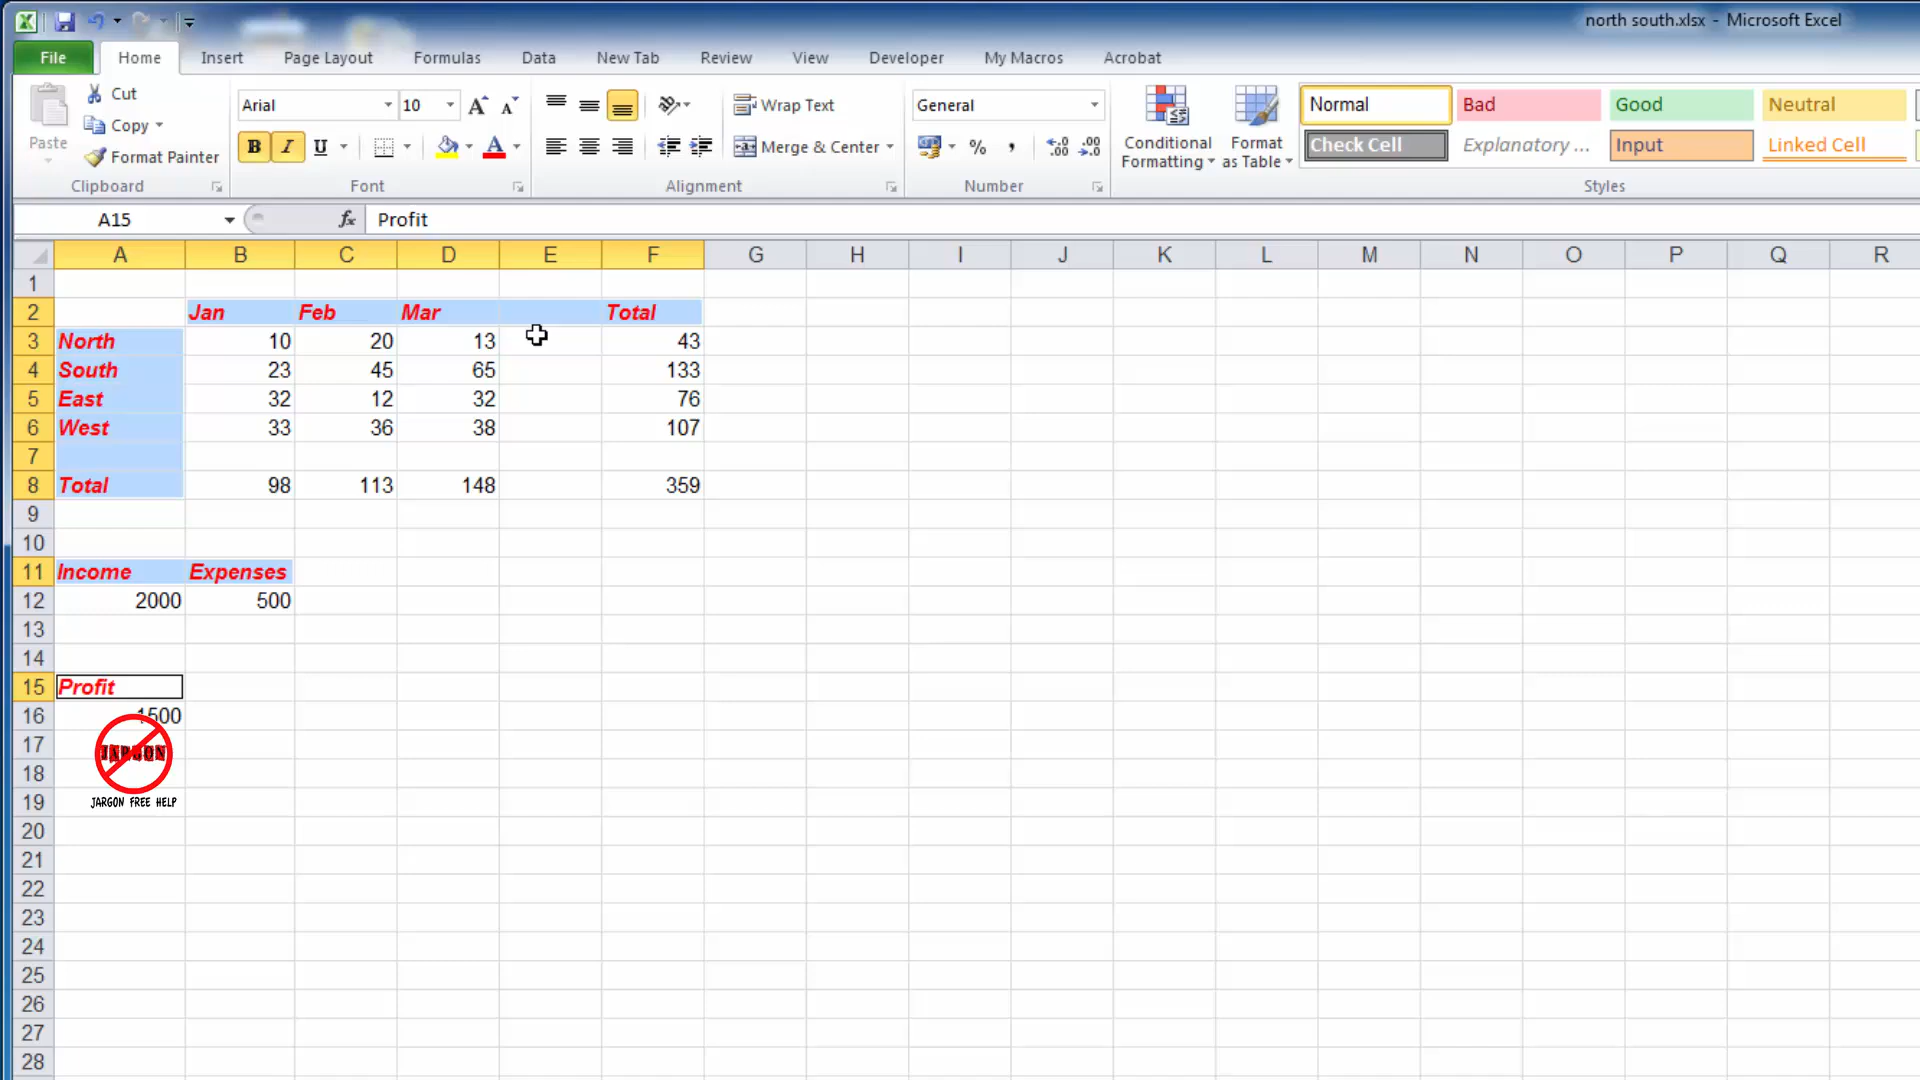 north south.xlsx - Microsoft Excel
File Home Insert Page Layout Formulas Data New Tab Review View Developer My Macros Acrobat
Paste
Cut
Copy
Format Painter
Clipboard
Arial 10
B I U A
Font
Wrap Text
Merge & Center
Alignment
General
% , .00 .00
Number
Conditional Formatting
Format as Table
Normal Bad Good Neutral
Check Cell Explanatory ... Input Linked Cell
Styles
A15 fx Profit
A B C D E F G H I J K L M N O P Q R
1
2 Jan Feb Mar Total
3 North 10 20 13 43
4 South 23 45 65 133
5 East 32 12 32 76
6 West 33 36 38 107
7
8 Total 98 113 148 359
9
10
11 Income Expenses
12 2000 500
13
14
15 Profit
16 1500
17 JARGON
18
19 JARGON FREE HELP
20
21
22
23
24
25
26
27
28